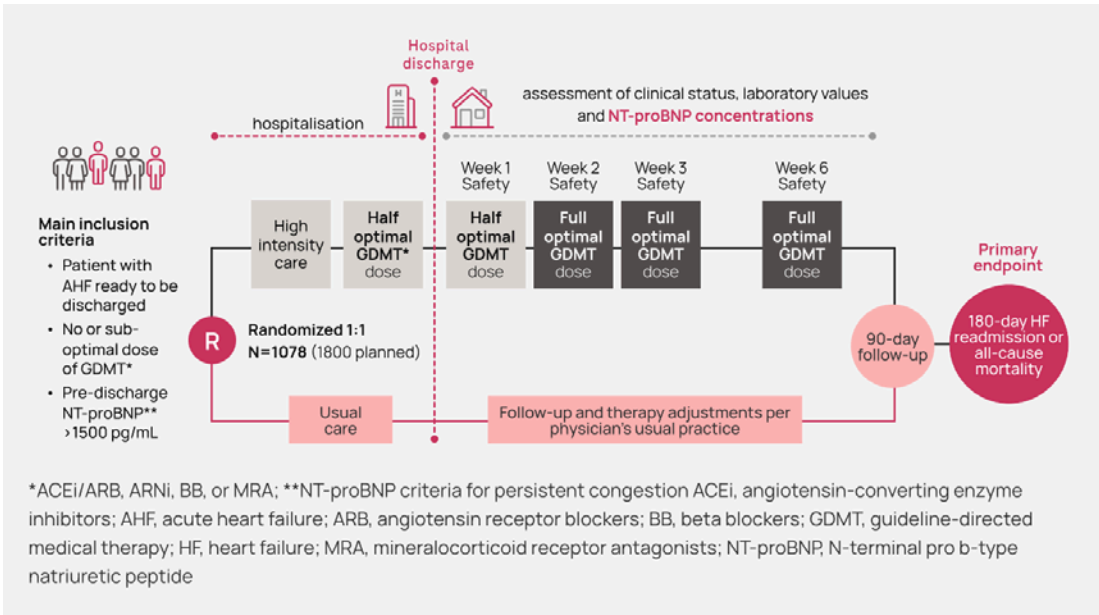 Hospital
discharge
H
hospitalisation
assessment of clinical status, laboratory values
and NT-proBNP concentrations
Main inclusion
criteria
• Patient with
AHF ready to be
discharged
• No or sub-
optimal dose
of GDMT*
• Pre-discharge
NT-proBNP**
>1500 pg/mL
R
High
intensity
care
Half
optimal
GDMT*
dose
Week 1
Safety
Half
optimal
GDMT
dose
Week 2
Safety
Full
optimal
GDMT
dose
Week 3
Safety
Full
optimal
GDMT
dose
Week 6
Safety
Full
optimal
GDMT
dose
Randomized 1:1
N=1078 (1800 planned)
Usual
care
Follow-up and therapy adjustments per
physician's usual practice
90-day
follow-up
Primary
endpoint
180-day HF
readmission or
all-cause
mortality
*ACEi/ARB, ARNi, BB, or MRA; **NT-proBNP criteria for persistent congestion ACEi, angiotensin-converting enzyme
inhibitors; AHF, acute heart failure; ARB, angiotensin receptor blockers; BB, beta blockers; GDMT, guideline-directed
medical therapy; HF, heart failure; MRA, mineralocorticoid receptor antagonists; NT-proBNP, N-terminal pro b-type
natriuretic peptide